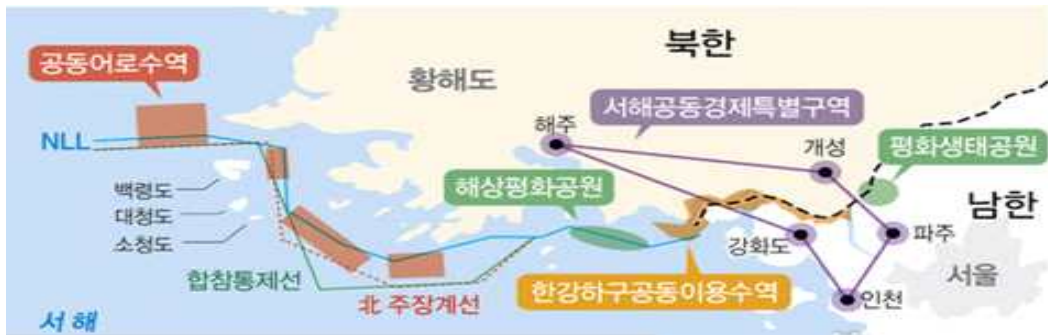 북한
공동어로수역
황해도
서해공동경제특별구역
해주
NLL
개성
평화생태공원
백령도
해상평화공원
대청도
남한
소청도
강화도
파주
합참통제선
서울
北 주장계선
한강하구공동이용수역
인천
서해